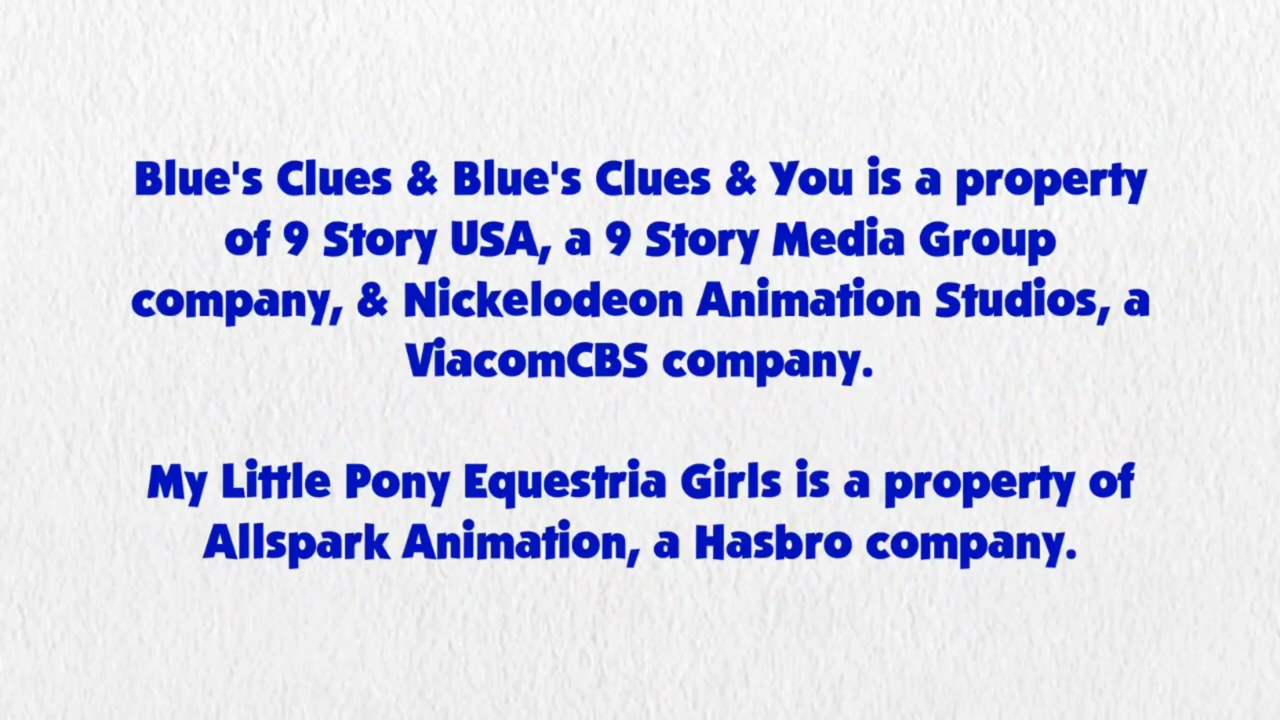 Blue's Clues & Blue's Clues & You is a property
of 9 Story USA, a 9 Story Media Group
company, & Nickelodeon Animation Studios, a
ViacomCBS company.
My Little Pony Equestria Girls is a property of
Allspark Animation, a Hasbro company.